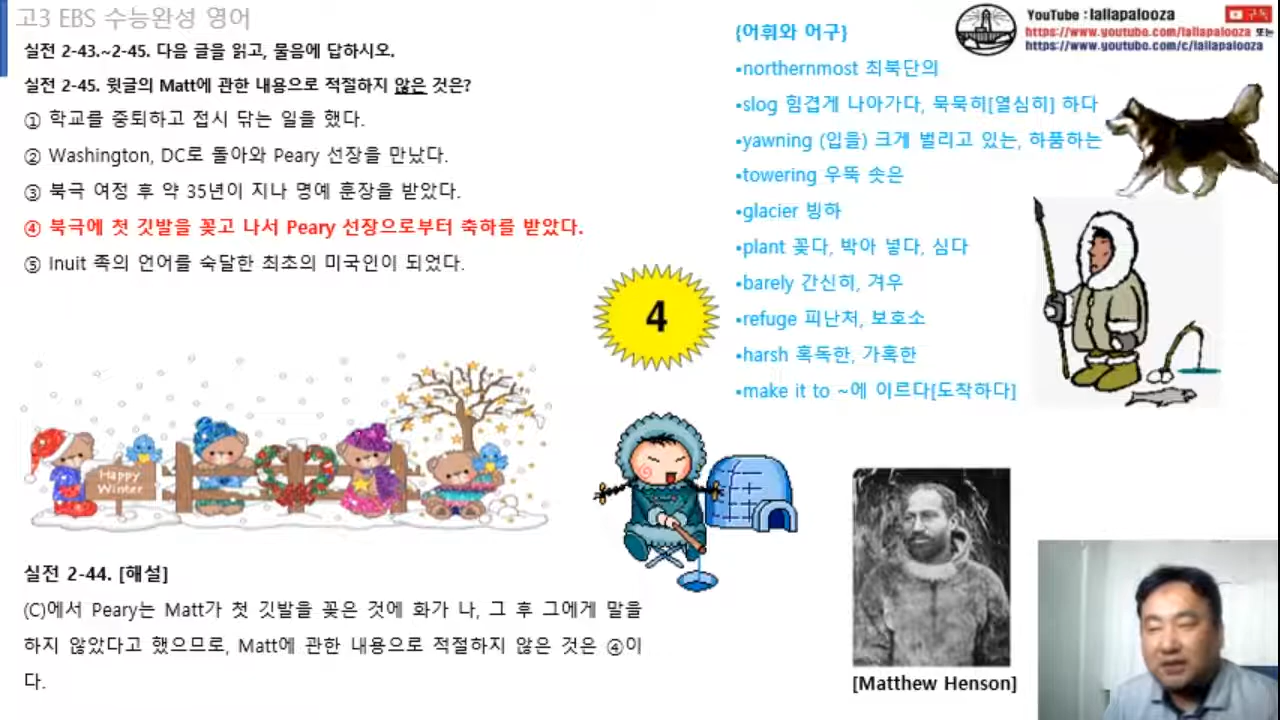 고3 EBS 수능완성 영어
실전 2-43.~2-45. 다음 글을 읽고, 물음에 답하시오.
실전 2-45. 윗글의 Matt에 관한 내용으로 적절하지 않은 것은?
① 학교를 중퇴하고 접시 닦는 일을 했다.
② Washington, DC로 돌아와 Peary 선장을 만났다.
③ 북극 여정 후 약 35년이 지나 명예 훈장을 받았다.
④ 북극에 첫 깃발을 꽂고 나서 Peary 선장으로부터 축하를 받았다.
⑤ Inuit 족의 언어를 숙달한 최초의 미국인이 되었다.
4
Happy
Winter
실전 2-44. [해설]
(C)에서 Peary는 Matt가 첫 깃발을 꽂은 것에 화가 나, 그 후 그에게 말을
하지 않았다고 했으므로, Matt에 관한 내용으로 적절하지 않은 것은 ④이
다.
{어휘와 어구}
•northernmost 최북단의
•slog 힘겹게 나아가다, 묵묵히[열심히] 하다
•yawning (입을) 크게 벌리고 있는, 하품하는
•towering 우뚝 솟은
•glacier 빙하
•plant 꽂다, 박아 넣다, 심다
•barely 간신히, 겨우
•refuge 피난처, 보호소
•harsh 혹독한, 가혹한
•make it to ~에 이르다[도착하다]
YouTube : lallapalooza
구독
https://www.youtube.com/lallapalooza 또는
https://www.youtube.com/c/lallapalooza
[Matthew Henson]